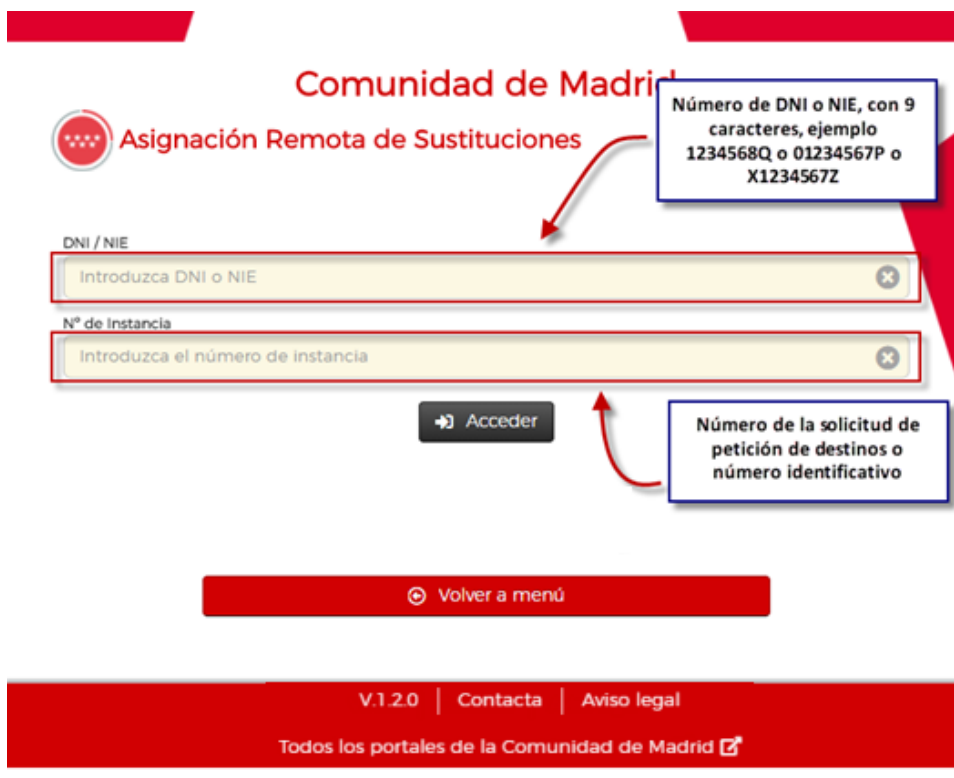 Comunidad de Madrid
Número de DNI o NIE, con 9
caracteres, ejemplo
1234568Q o 01234567P o
X1234567Z
Asignación Remota de Sustituciones
DNI / NIE
Introduzca DNI o NIE
Nº de Instancia
Introduzca el número de instancia
Acceder
Número de la solicitud de
petición de destinos o
número identificativo
Volver a menú
V.1.2.0 | Contacta | Aviso legal
Todos los portales de la Comunidad de Madrid